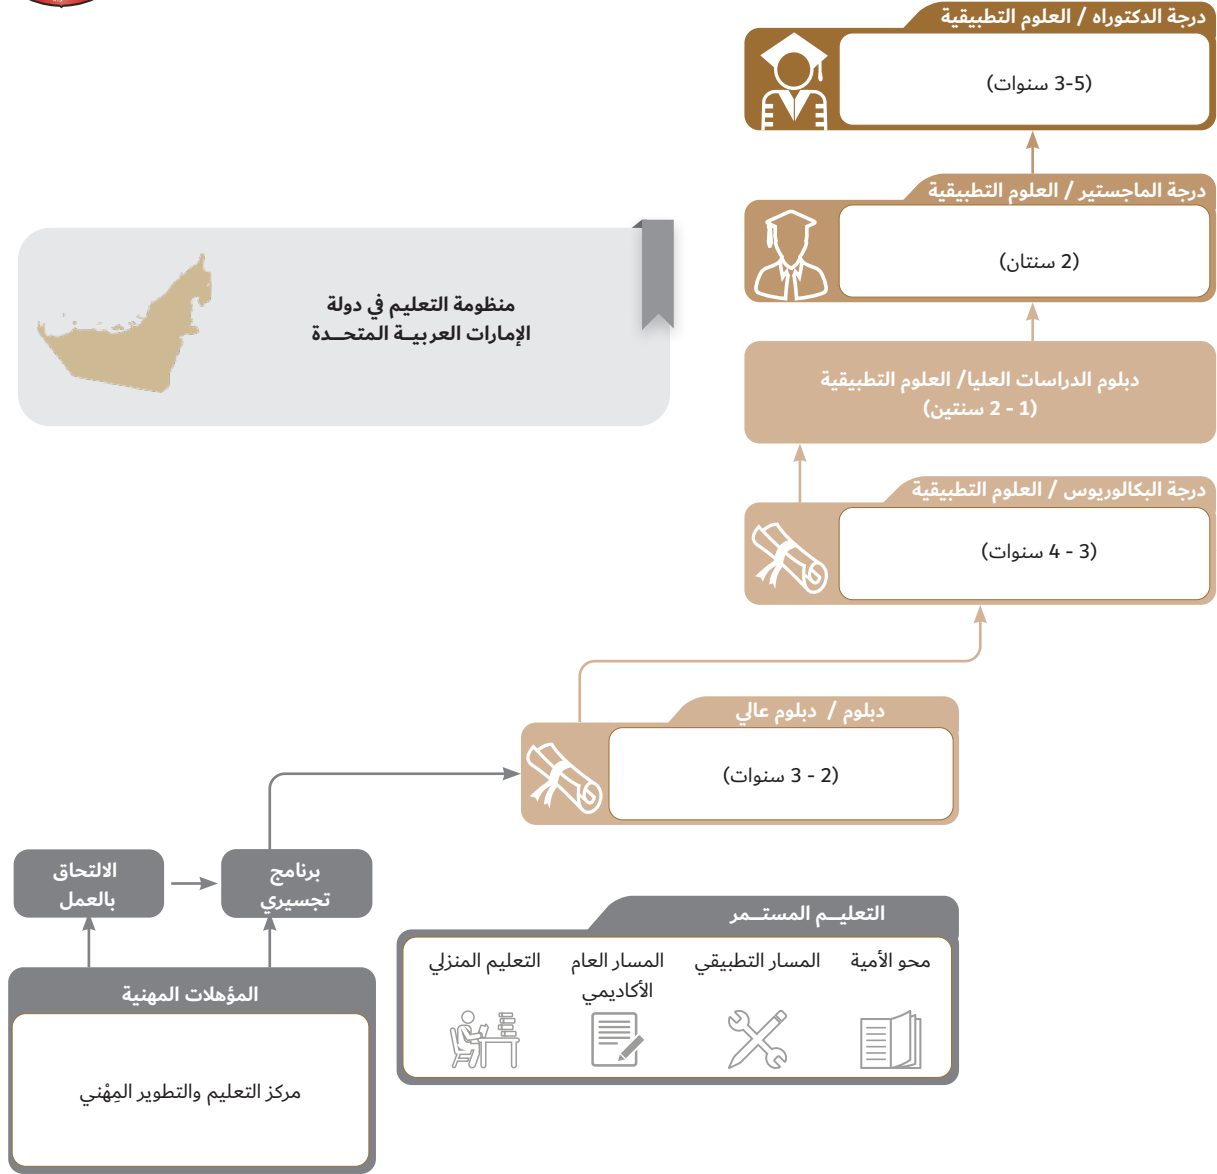 درجة الدكتوراه / العلوم التطبيقية
(3-5 سنوات)
درجة الماجستير / العلوم التطبيقية
(2 سنتان)
منظومة التعليم في دولة
الإمارات العربيــة المتحــدة
دبلوم الدراسات العليا/ العلوم التطبيقية
(1 - 2 سنتين)
درجة البكالوريوس / العلوم التطبيقية
(3 - 4 سنوات)
دبلوم / دبلوم عالي
(2 - 3 سنوات)
برنامج
تجسيري
الالتحاق
بالعمل
التعليــم المستــمر
محو الأمية
المسار التطبيقي
المسار العام
الأكاديمي
التعليم المنزلي
المؤهلات المهنية
مركز التعليم والتطوير المِهْني